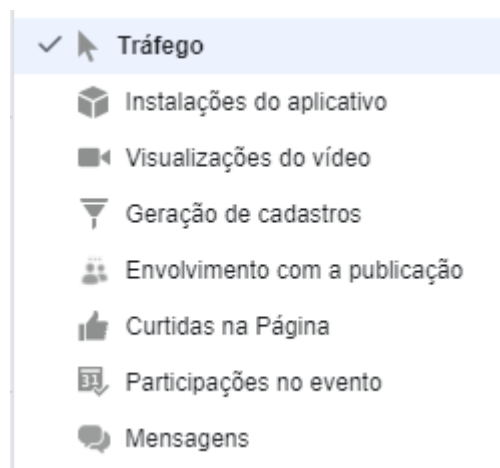 Tráfego
Instalações do aplicativo
Visualizações do vídeo
Geração de cadastros
Envolvimento com a publicação
Curtidas na Página
31
Participações no evento
Mensagens